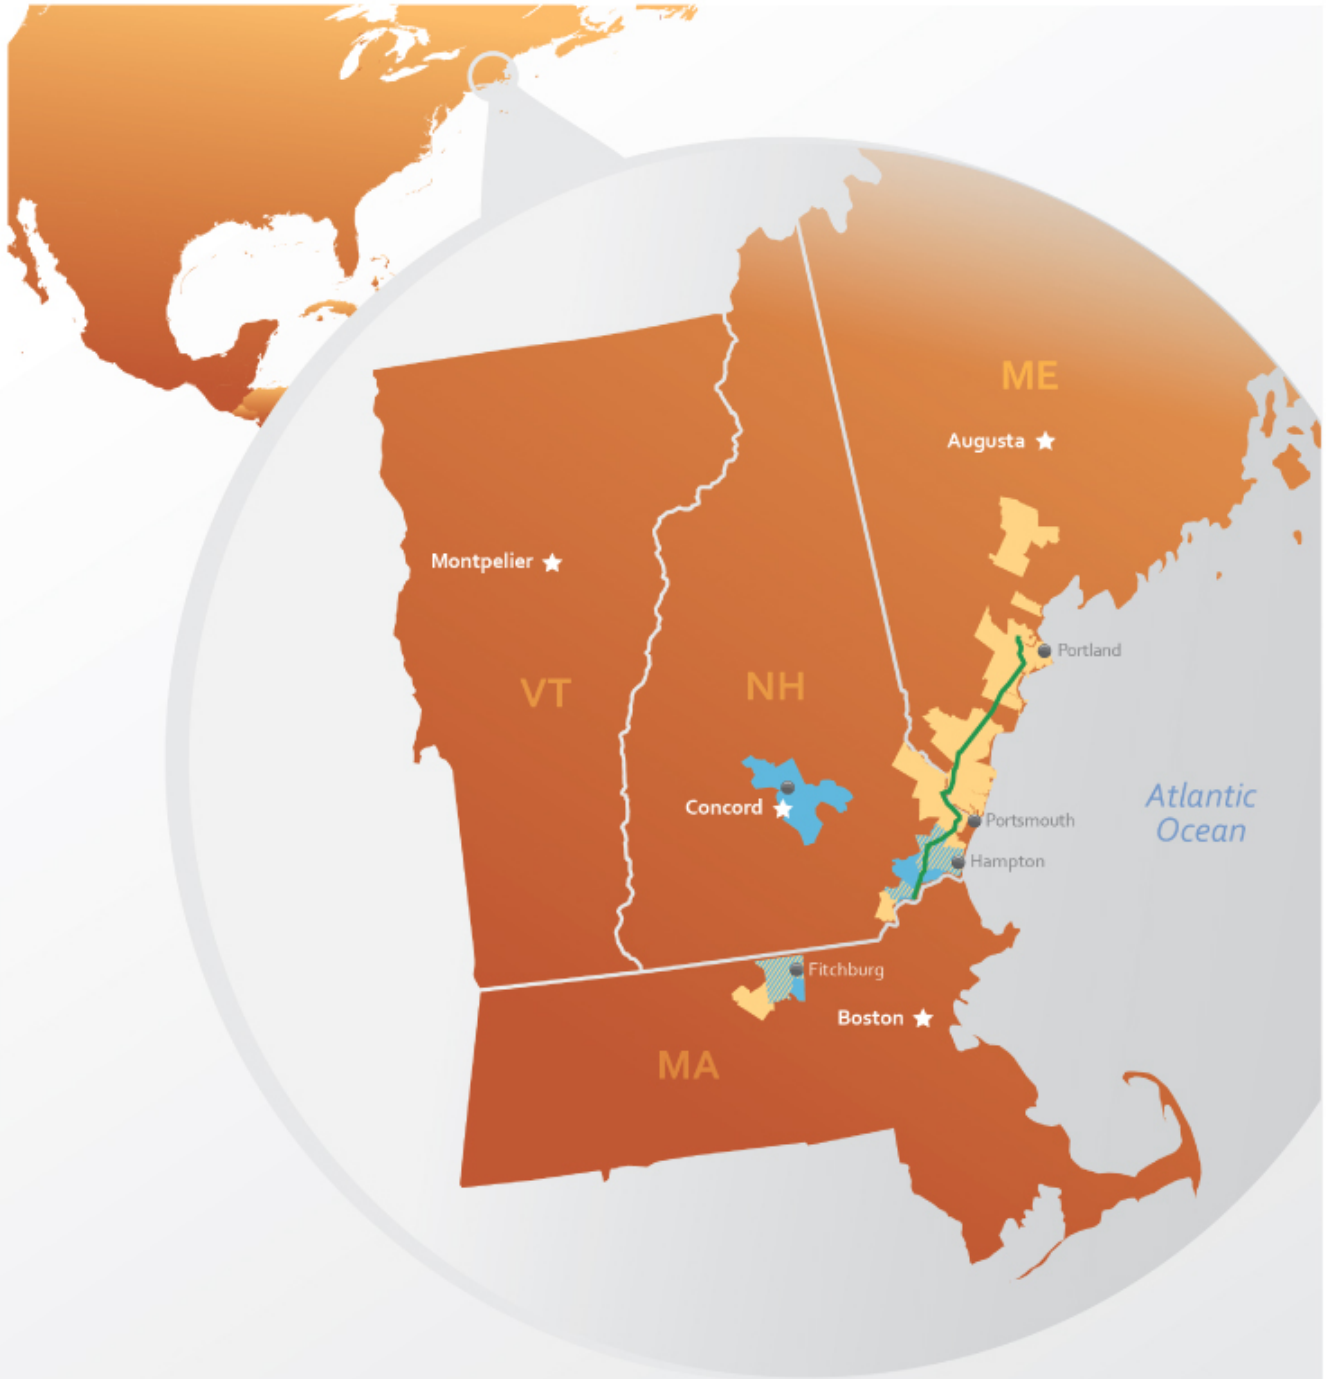 ME
Augusta
Montpelier
Portland
VT
NH
Concord
Atlantic
Ocean
Portsmouth
Hampton
Fitchburg
Boston
MA